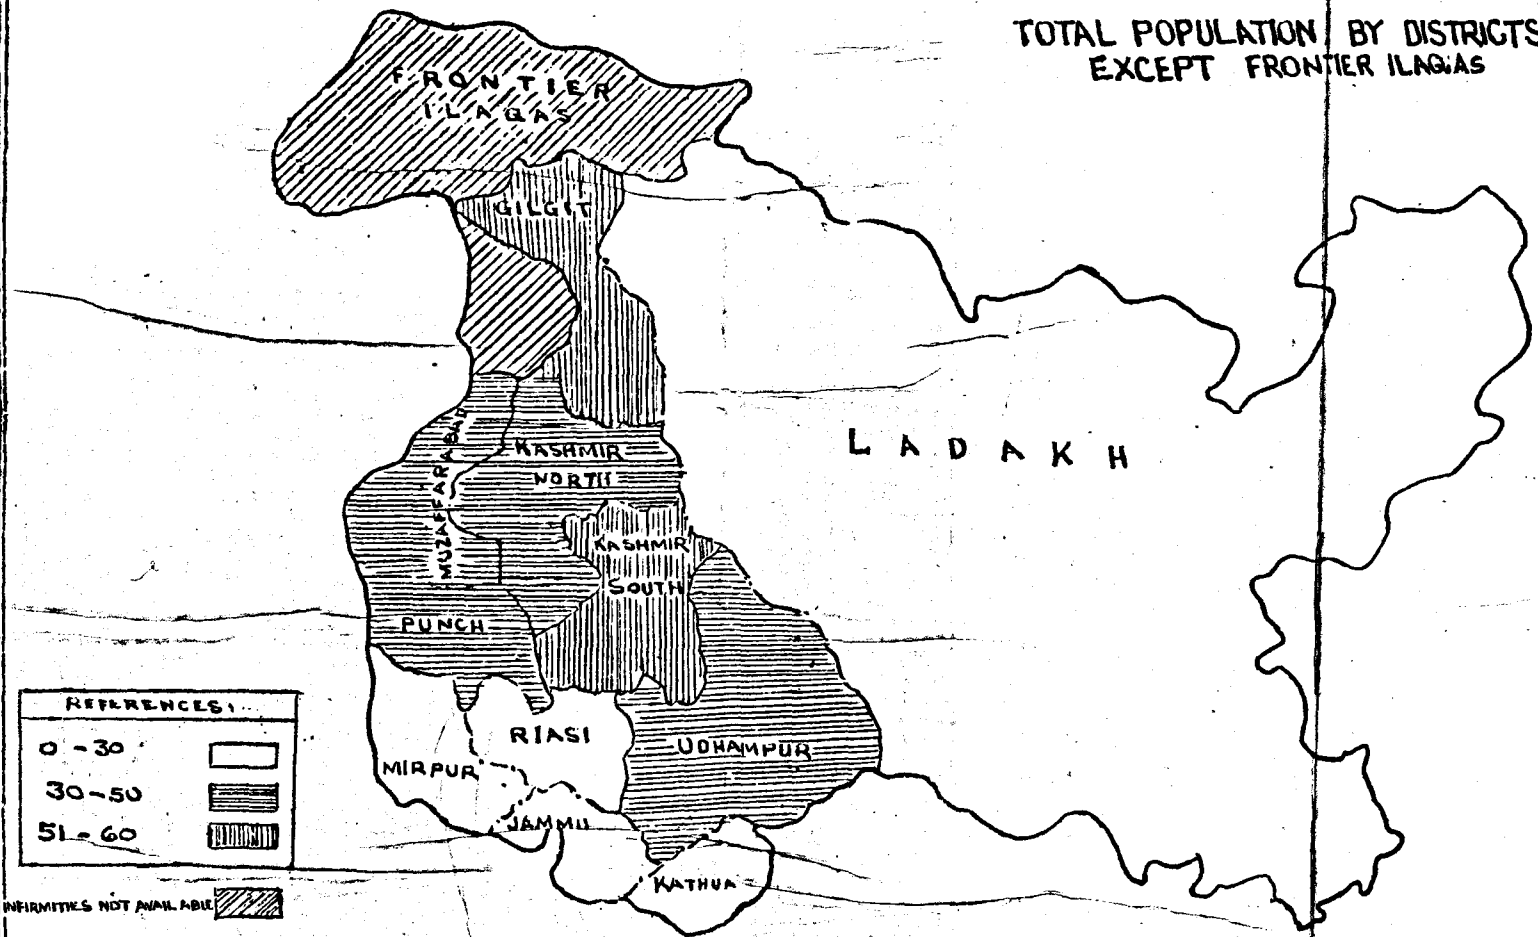 TOTAL POPULATION BY DISTRICTS
EXCEPT FRONTIER ILAQAS
FRONTIER
ILAQAS
GILGIT
LADAKH
MUZAFFARABAD
KASHMIR
NORTH
KASHMIR
SOUTH
PUNCH
RIASI
UDHAMPUR
MIRPUR
JAMMU
KATHUA
REFERENCES:
0 - 30
30 - 50
51 - 60
INFIRMITIES NOT AVAILABLE